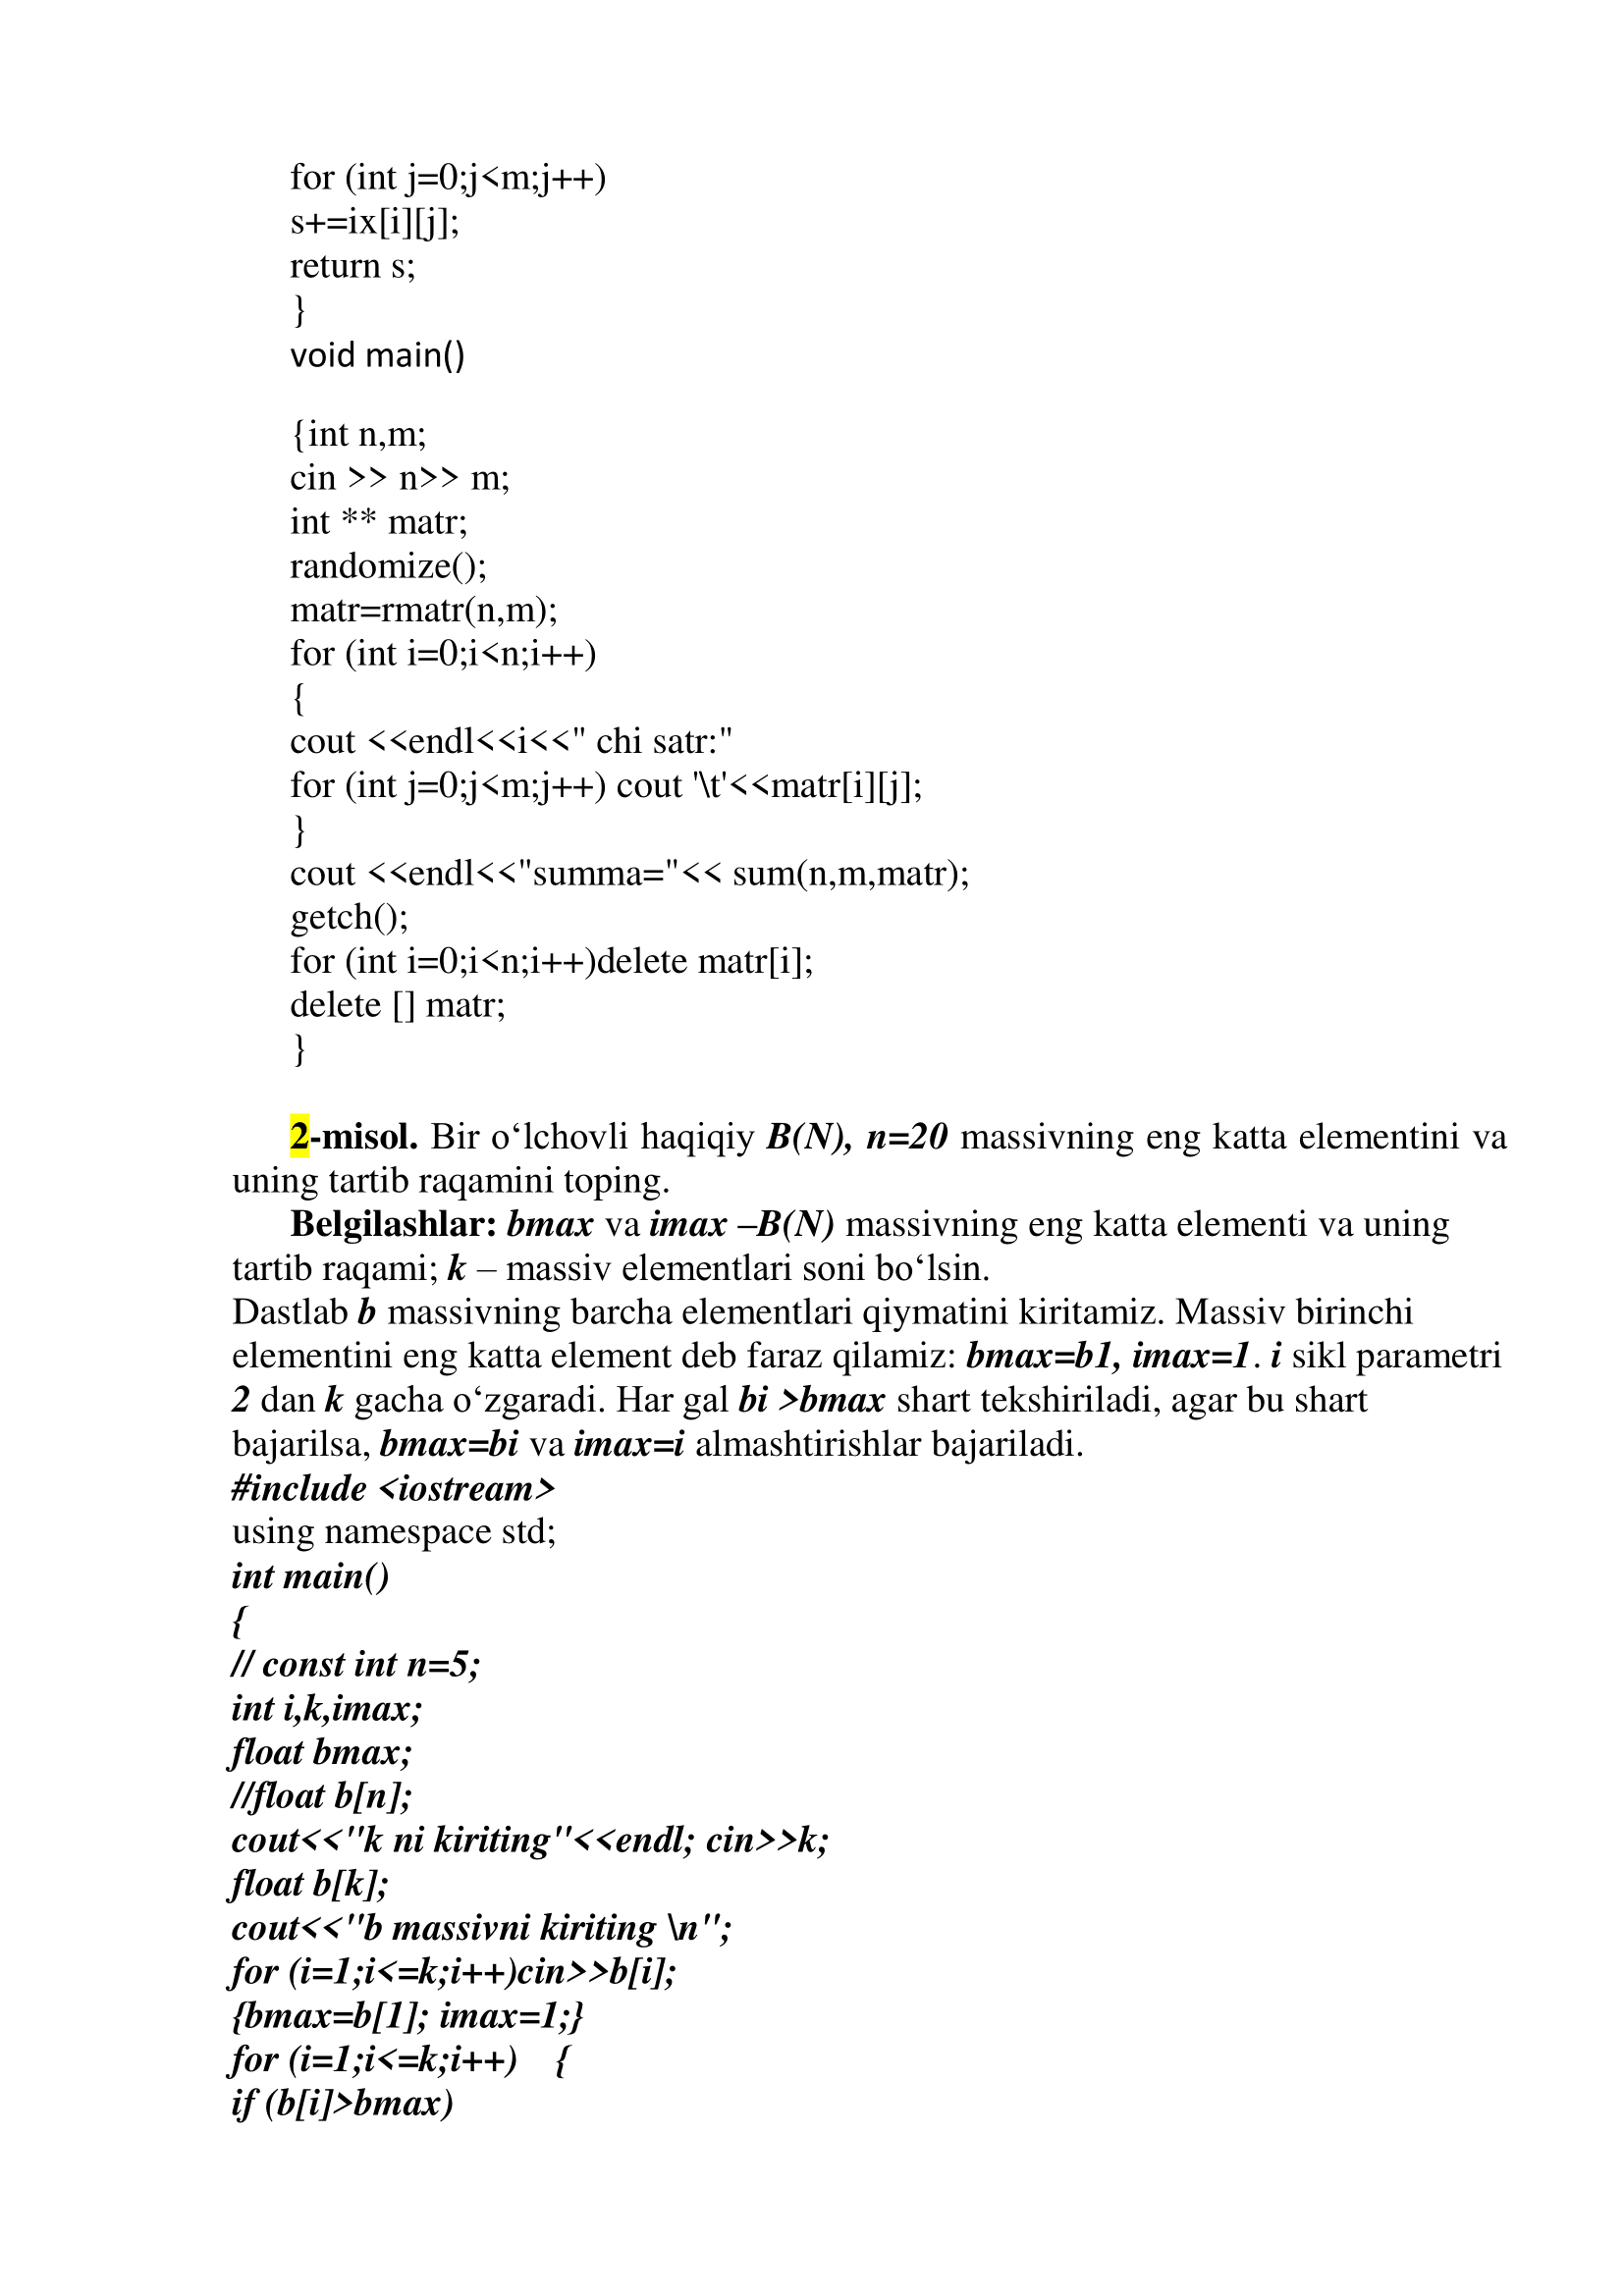 for (int j=0;j<m;j++)
s+=ix[i][j];
return s;
}
void main()
{int n,m;
cin >> n>> m;
int ** matr;
randomize();
matr=rmatr(n,m);
for (int i=0;i<n;i++)
{
cout <<endl<<i<<" chi satr:"
for (int j=0;j<m;j++) cout '\t'<<matr[i][j];
}
cout <<endl<<"summa="<< sum(n,m,matr);
getch();
for (int i=0;i<n;i++)delete matr[i];
delete [] matr;
}
2-misol. Bir o‘lchovli haqiqiy B(N), n=20 massivning eng katta elementini va
uning tartib raqamini toping.
Belgilashlar: bmax va imax –B(N) massivning eng katta elementi va uning
tartib raqami; k – massiv elementlari soni bo‘lsin.
Dastlab b massivning barcha elementlari qiymatini kiritamiz. Massiv birinchi
elementini eng katta element deb faraz qilamiz: bmax=b1, imax=1. i sikl parametri
2 dan k gacha o‘zgaradi. Har gal bi >bmax shart tekshiriladi, agar bu shart
bajarilsa, bmax=bi va imax=i almashtirishlar bajariladi.
#include <iostream>
using namespace std;
int main()
{
// const int n=5;
int i,k,imax;
float bmax;
//float b[n];
cout<<"k ni kiriting"<<endl; cin>>k;
float b[k];
cout<<"b massivni kiriting \n";
for (i=1;i<=k;i++)cin>>b[i];
{bmax=b[1]; imax=1;}
for (i=1;i<=k;i++)    {
if (b[i]>bmax)